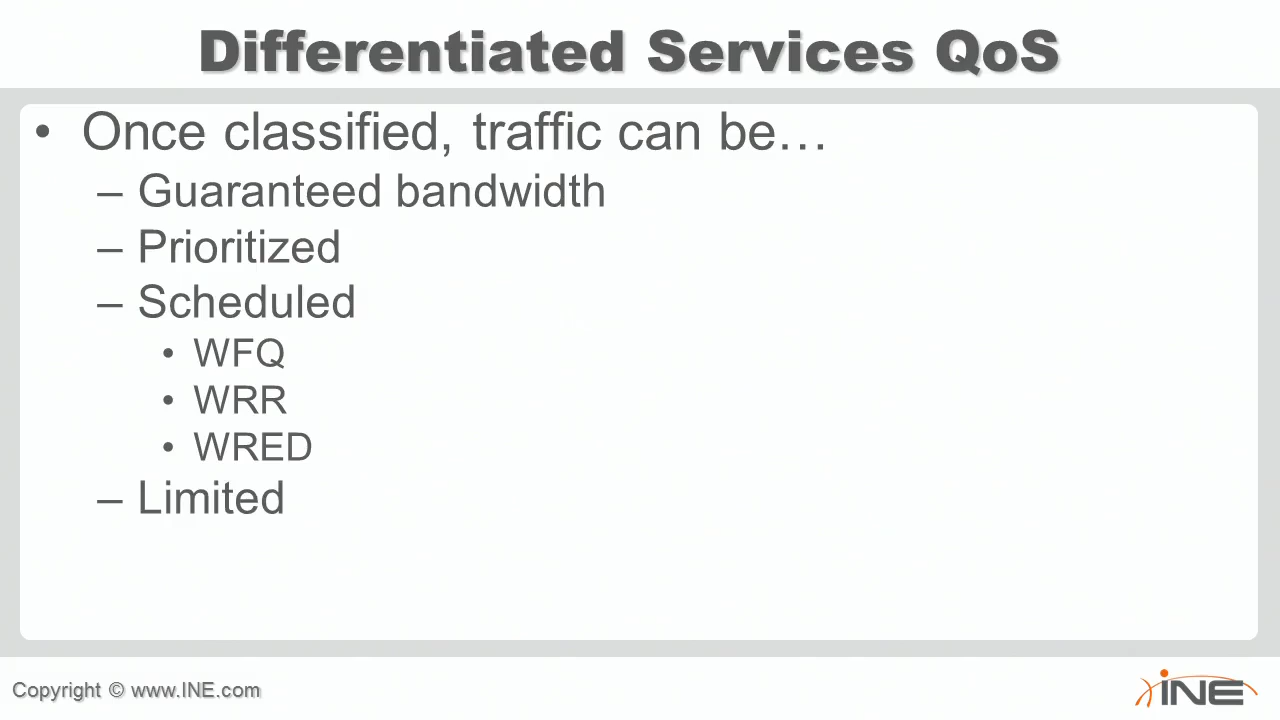 Differentiated Services QoS
• Once classified, traffic can be…
– Guaranteed bandwidth
– Prioritized
– Scheduled
• WFQ
• WRR
• WRED
– Limited
Copyright © www.INE.com
INE